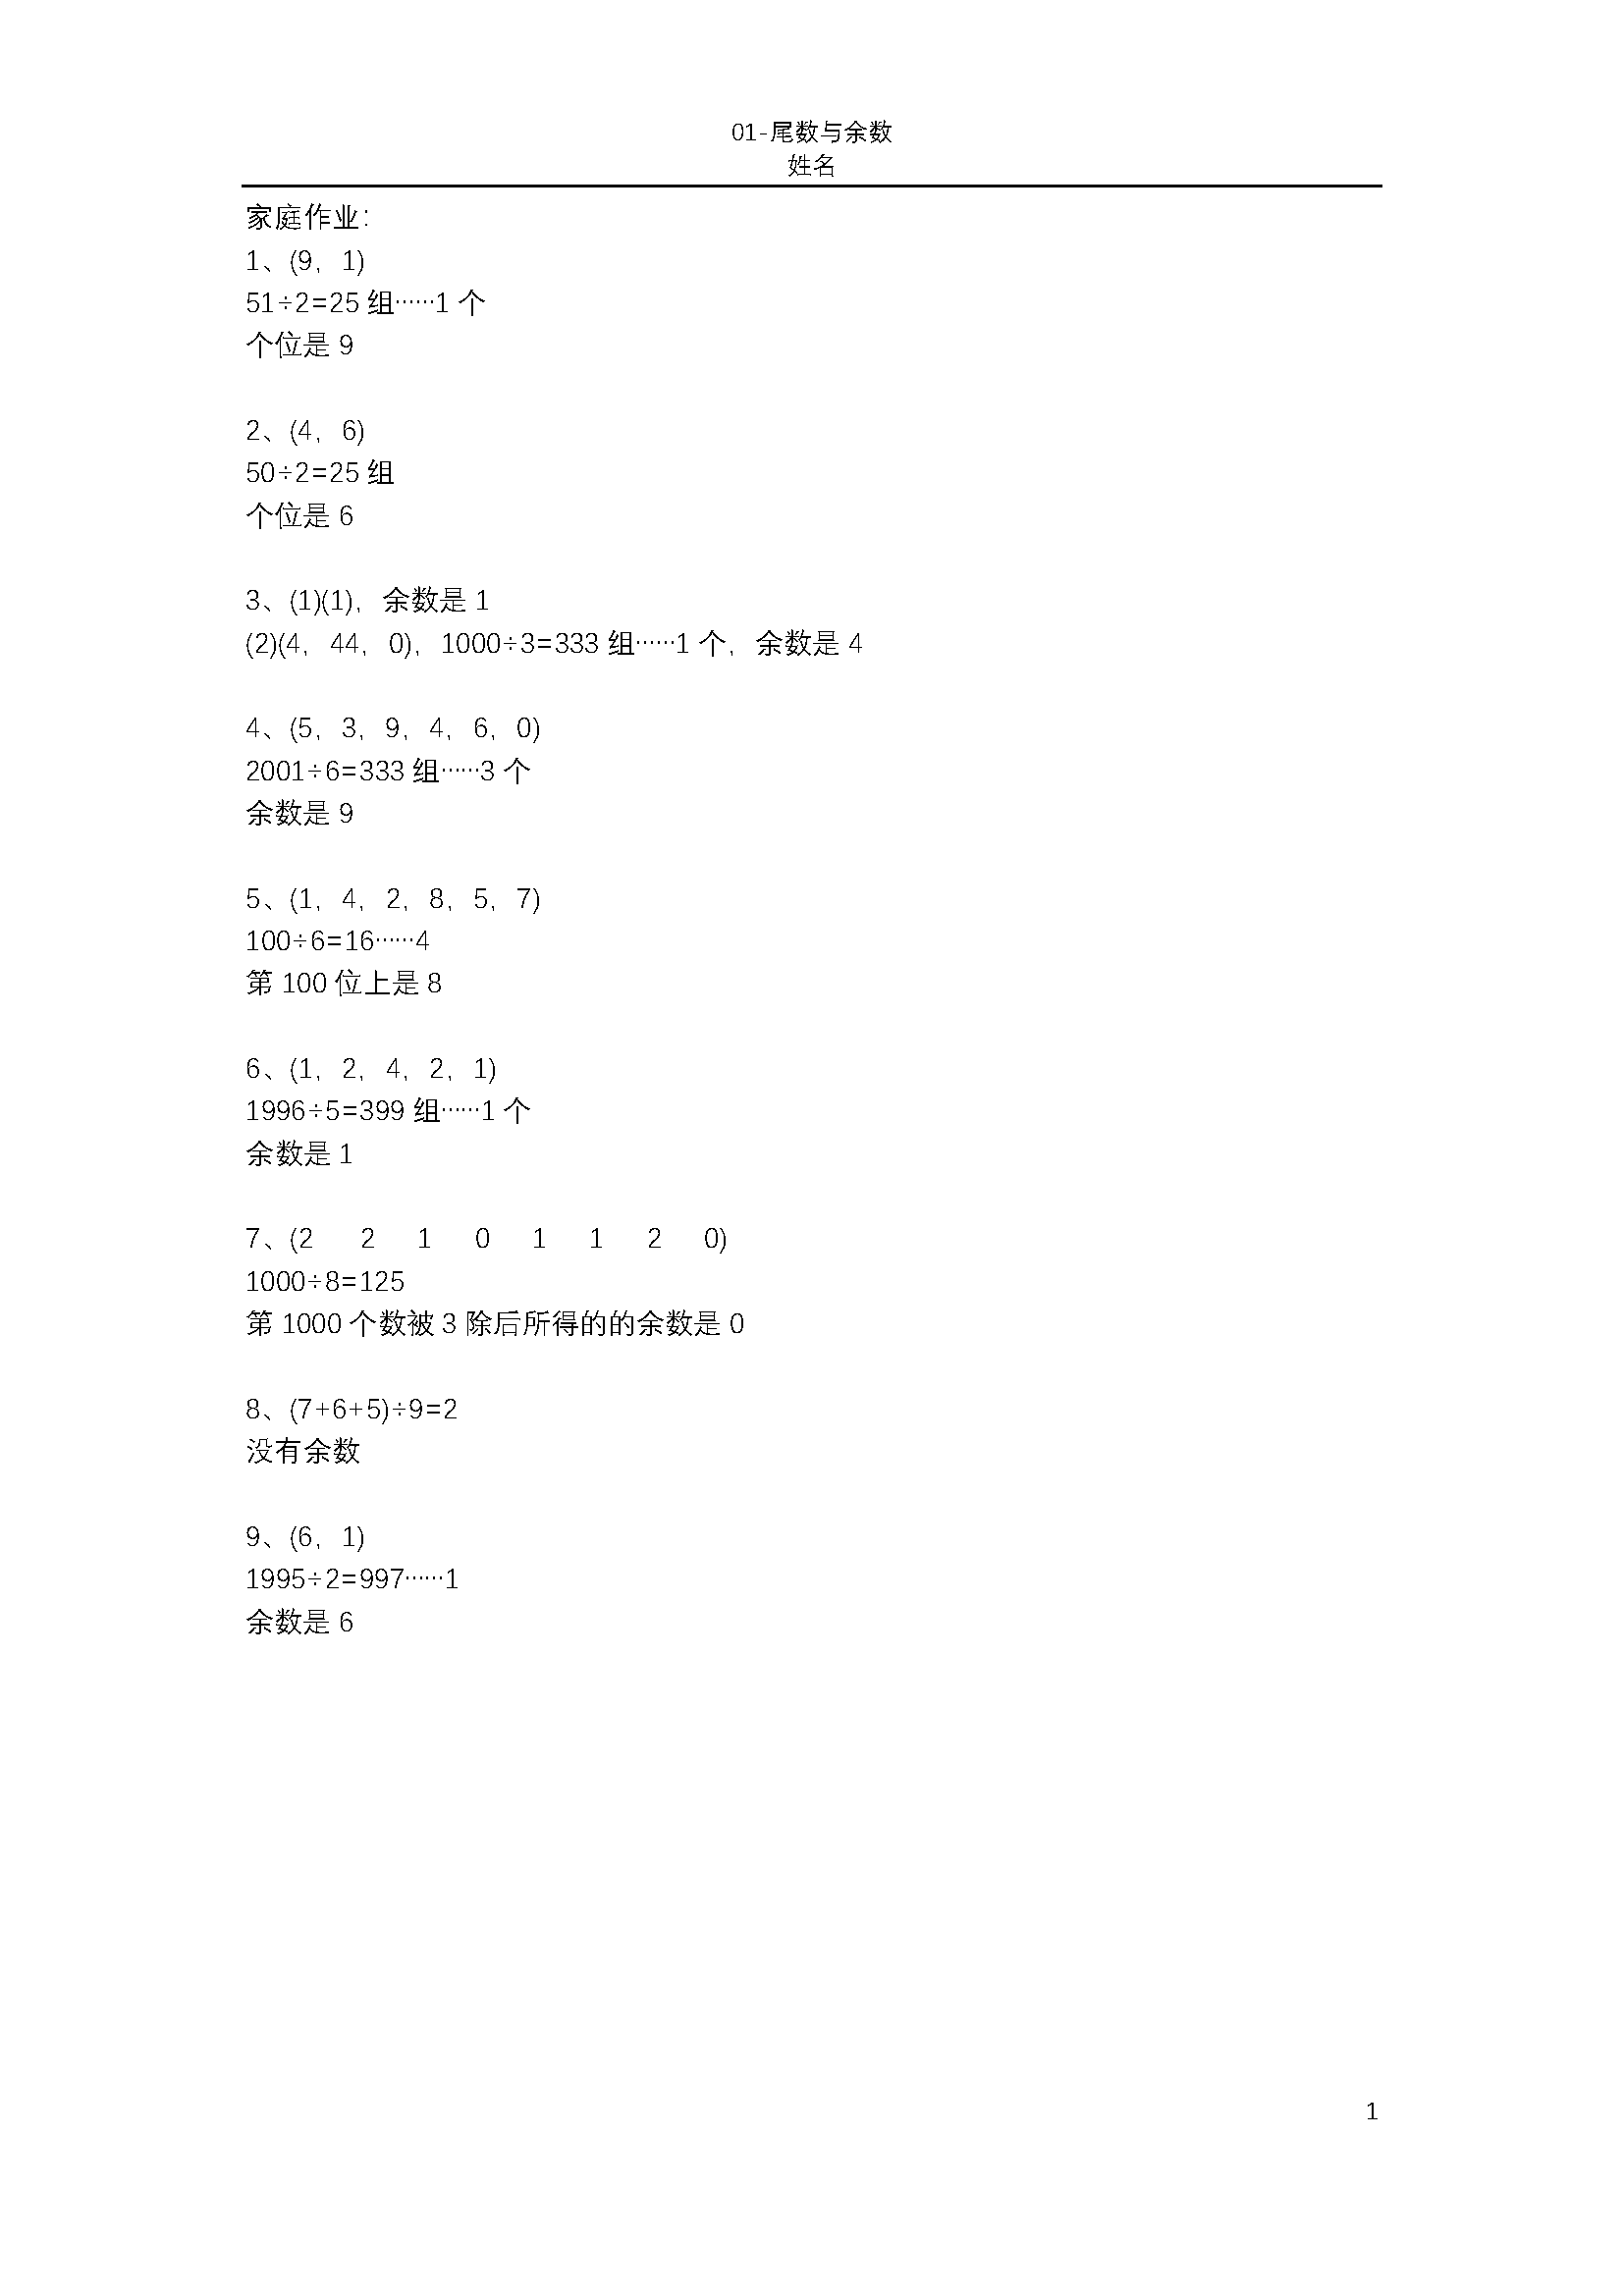 01-尾数与余数
姓名
家庭作业：
1、(9，1)
51÷2=25 组……1 个
个位是 9
2、(4，6)
50÷2=25 组
个位是 6
3、(1)(1)，余数是 1
(2)(4，44，0)，1000÷3=333 组……1 个，余数是 4
4、(5，3，9，4，6，0)
2001÷6=333 组……3 个
余数是 9
5、(1，4，2，8，5，7)
100÷6=16……4
第 100 位上是 8
6、(1，2，4，2，1)
1996÷5=399 组……1 个
余数是 1
7、(2 2 1 0 1 1 2 0)
1000÷8=125
第 1000 个数被 3 除后所得的的余数是 0
8、(7+6+5)÷9=2
没有余数
9、(6，1)
1995÷2=997……1
余数是 6
1